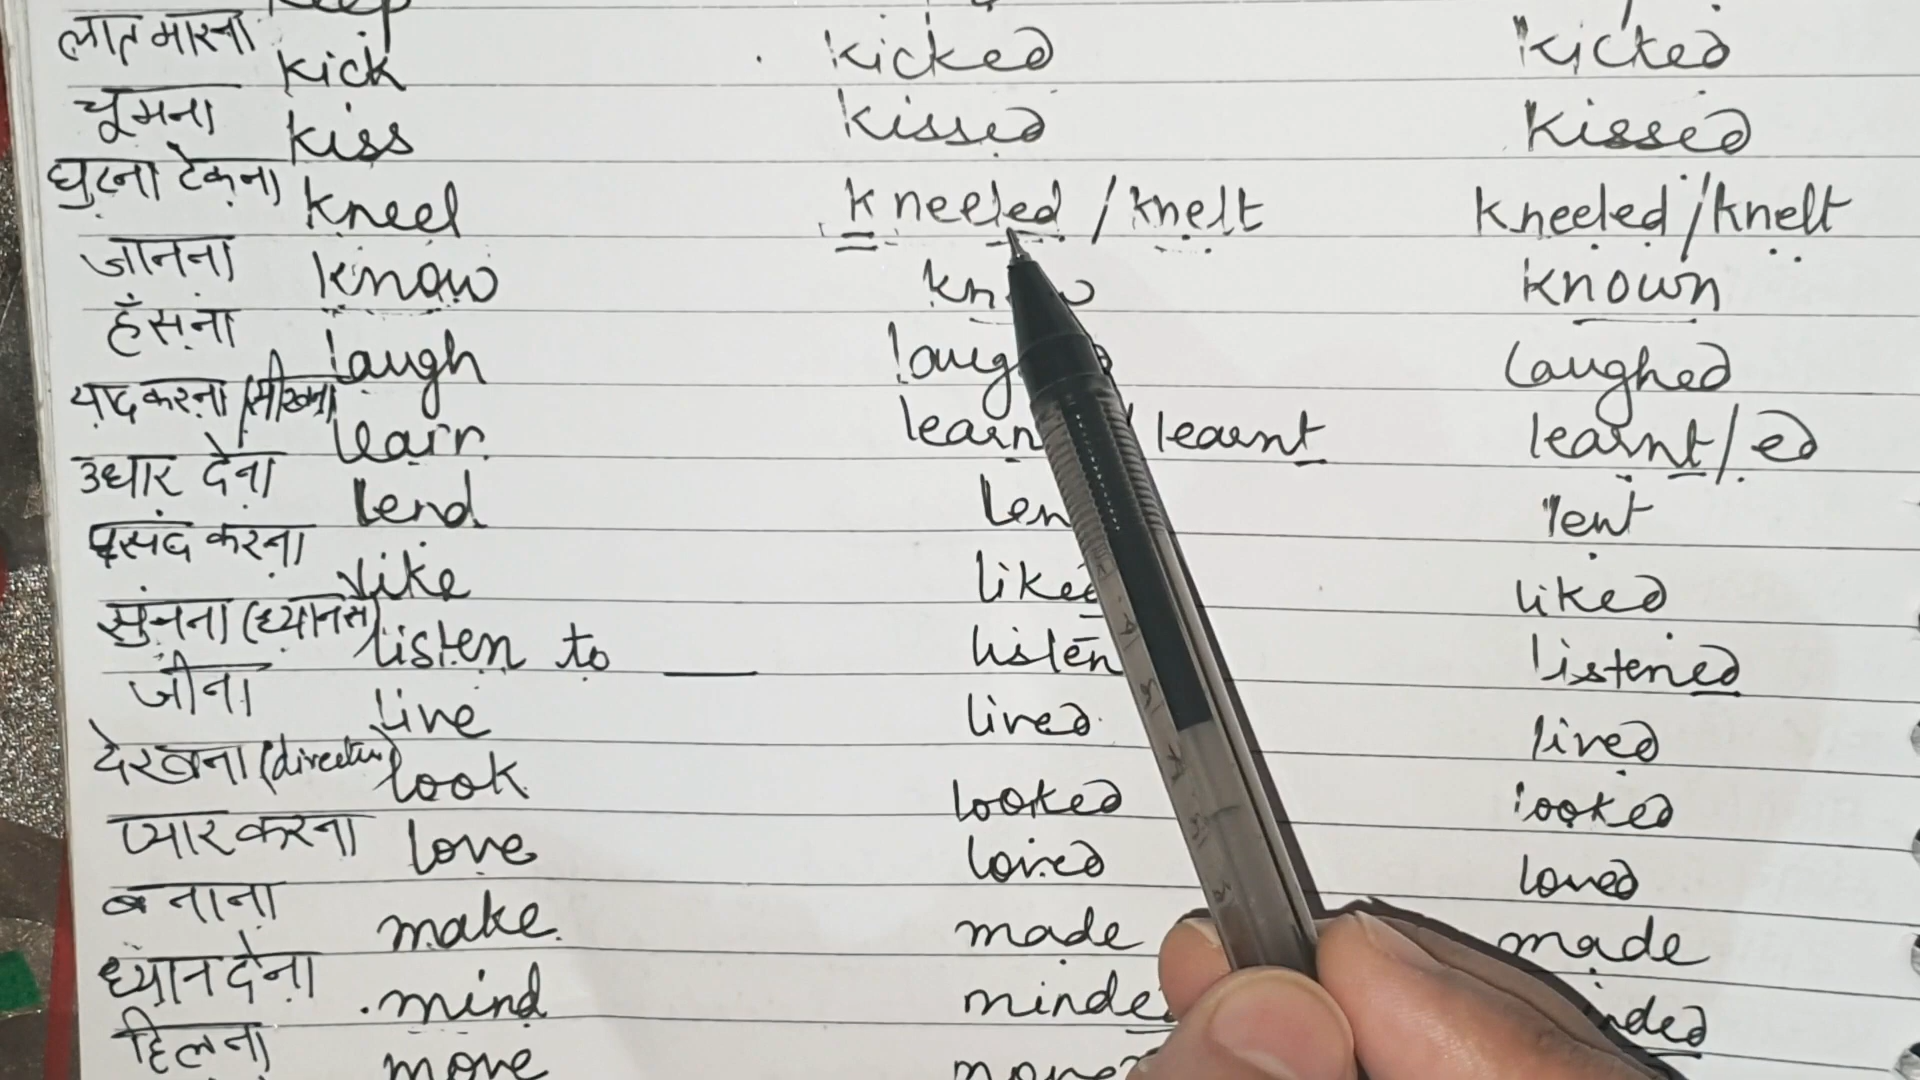 keep
लात मारना kick kicked kicked
चूमना kiss kissed kissed
घुटना टेकना kneel kneeled / knelt kneeled / knelt
जानना know known
हँसना laugh laughed
याद करना (सीखना) learn learnt learnt / ed
उधार देना lend lent
पसंद करना like liked liked
सुनना (ध्यान से) listen to listened
जीना live lived lived
देखना (direction) look looked looked
प्यार करना love loved loved
बनाना make made made
ध्यान देना mind minded
हिलना move